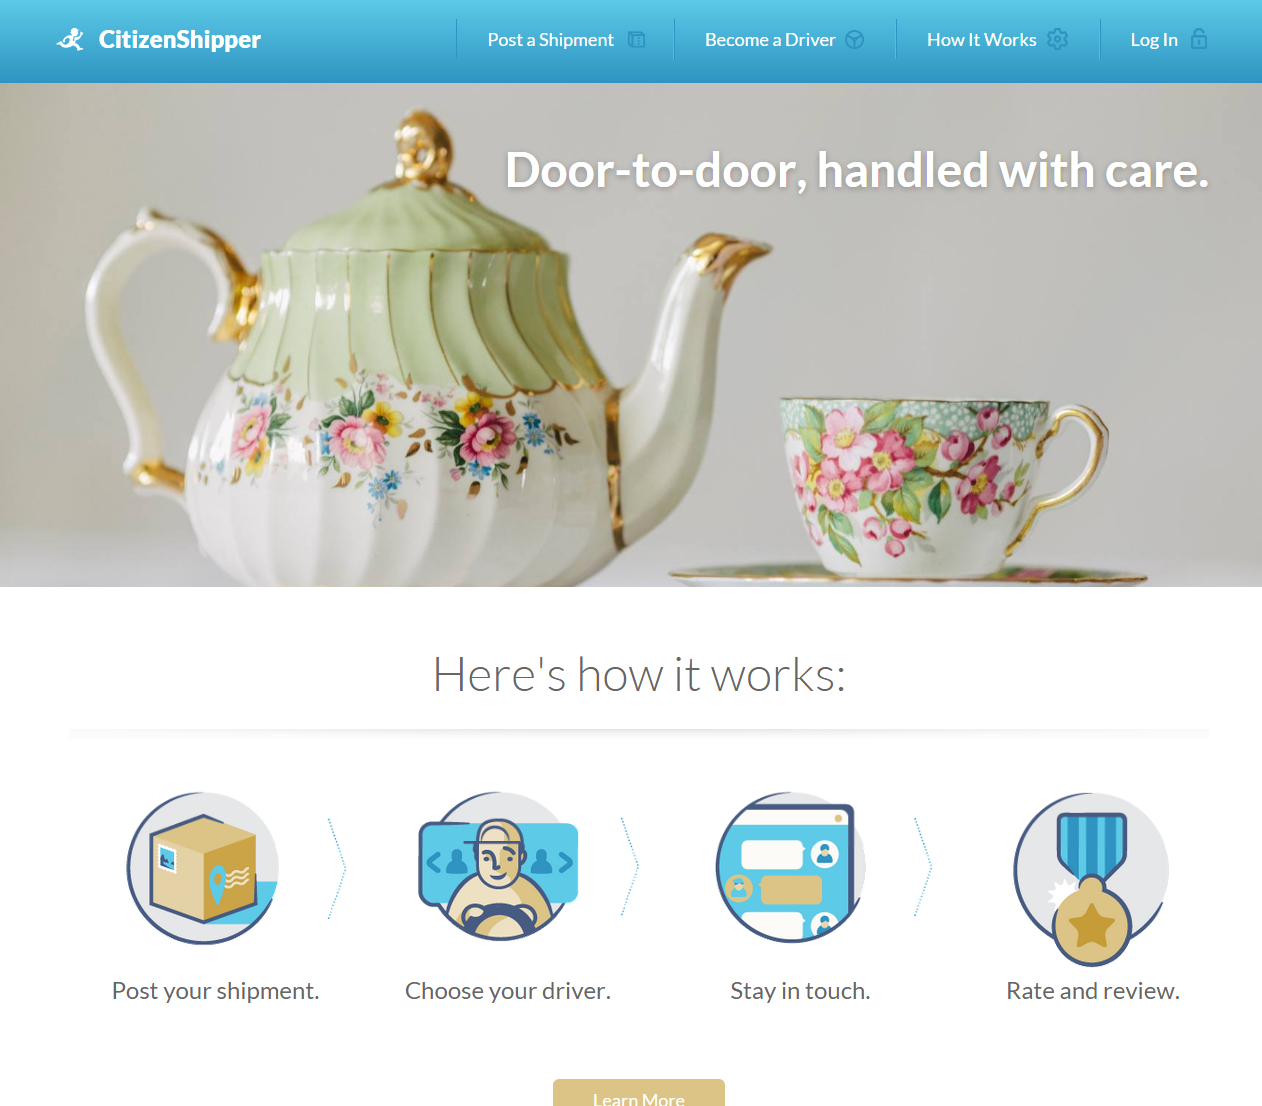 CitizenShipper
Post a Shipment
Become a Driver
How It Works
Log In
Door-to-door, handled with care.
Here's how it works:
Post your shipment.
Choose your driver.
Stay in touch.
Rate and review.
Learn More